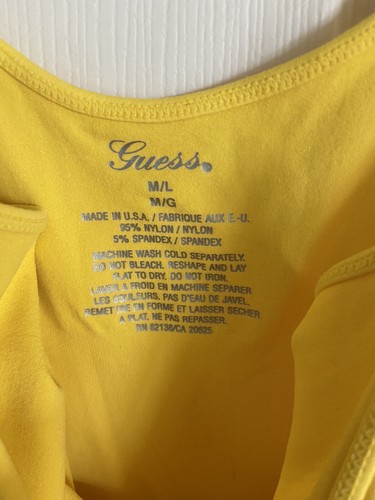 Guess.
M/L
M/G
MADE IN U.S.A. / FABRIQUE AUX E.-U.
95% NYLON / NYLON
5% SPANDEX / SPANDEX
MACHINE WASH COLD SEPARATELY.
DO NOT BLEACH. RESHAPE AND LAY
FLAT TO DRY. DO NOT IRON.
LAVER A FROID EN MACHINE SEPARER
LES COULEURS. PAS D'EAU DE JAVEL.
REMETTRE EN FORME ET LAISSER SECHER
A PLAT. NE PAS REPASSER.
RN 62136/CA 20625